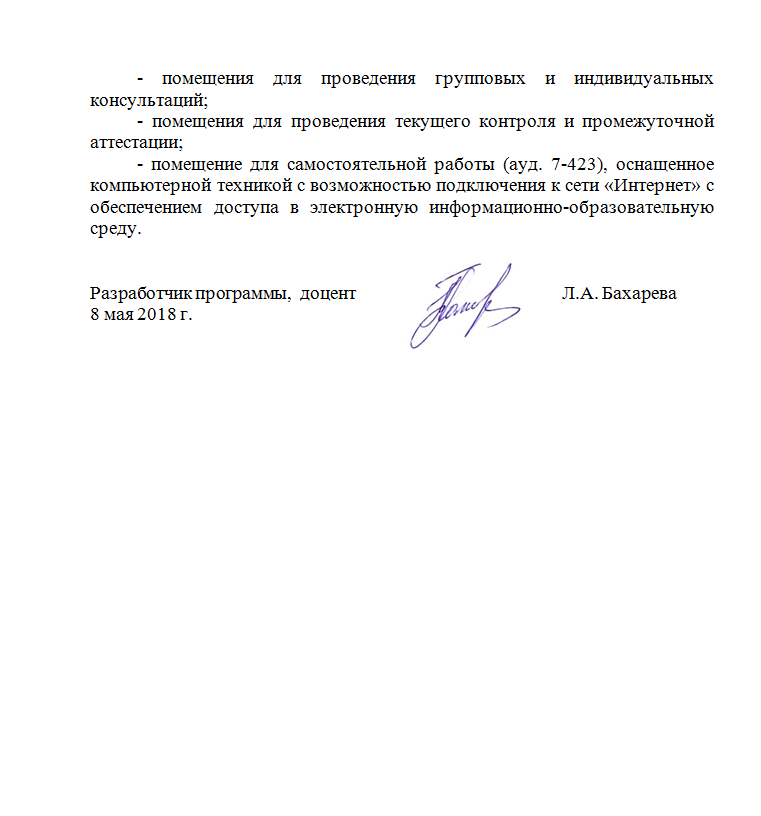 - помещения для проведения групповых и индивидуальных
консультаций;
- помещения для проведения текущего контроля и промежуточной
аттестации;
- помещение для самостоятельной работы (ауд. 7-423), оснащенное
компьютерной техникой с возможностью подключения к сети «Интернет» с
обеспечением доступа в электронную информационно-образовательную
среду.
Разработчик программы, доцент Л.А. Бахарева
8 мая 2018 г.